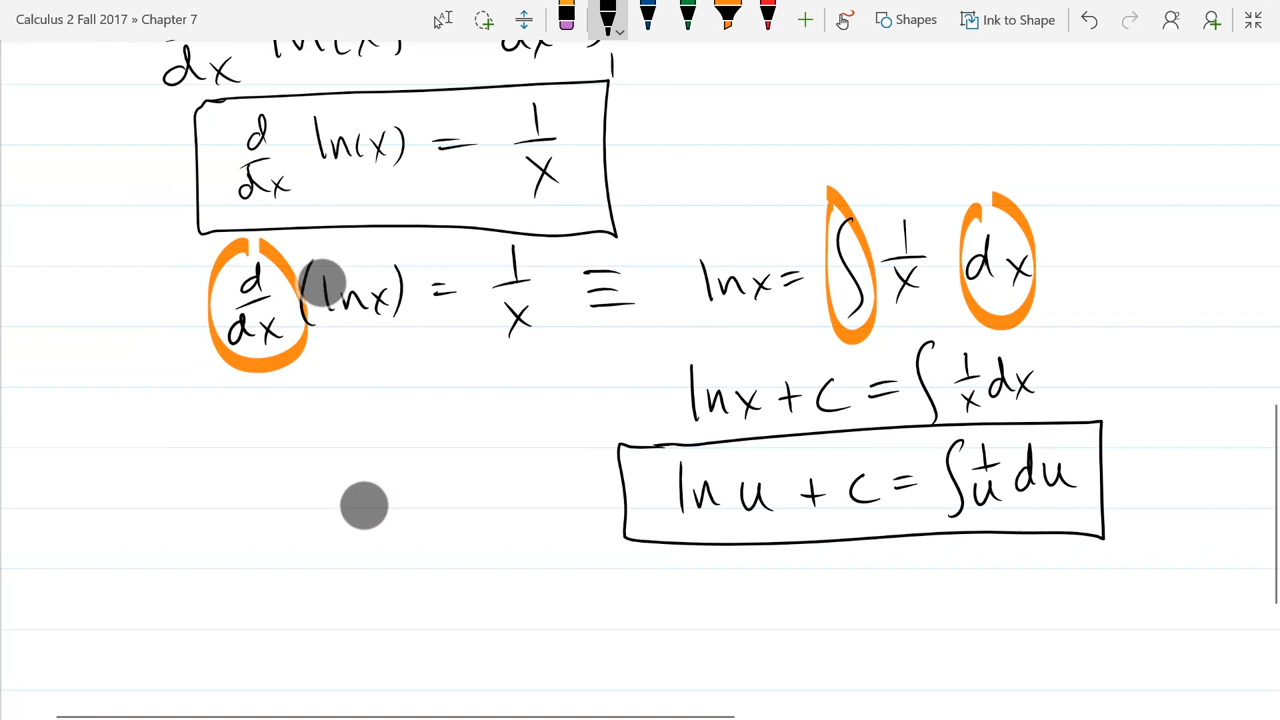 Calculus 2 Fall 2017 » Chapter 7
Shapes
Ink to Shape
d/dx ln(x) = 1/x
d/dx (ln x) = 1/x ≡ ln x = ∫ 1/x dx
ln x + c = ∫ 1/x dx
ln u + c = ∫ 1/u du